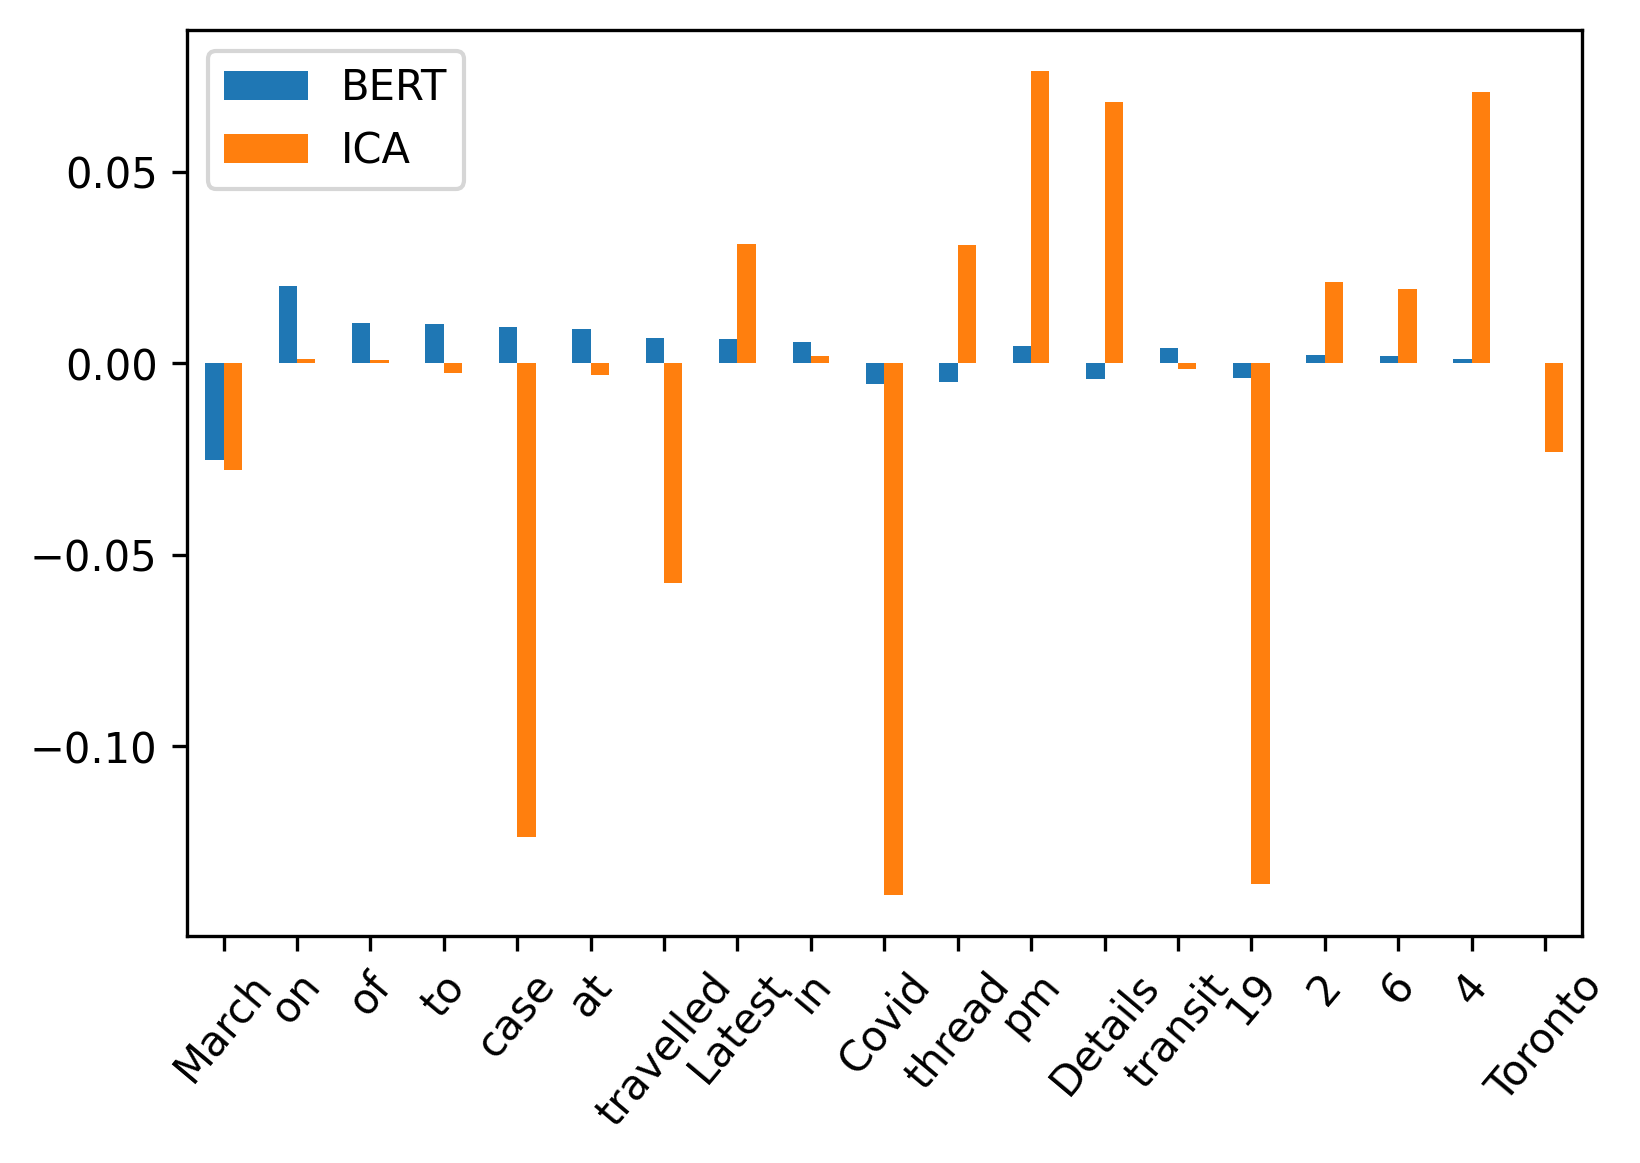 BERT
ICA
0.05
0.00
−0.05
−0.10
March
on
of
to
case
at
travelled
Latest
in
Covid
thread
pm
Details
transit
19
2
6
4
Toronto